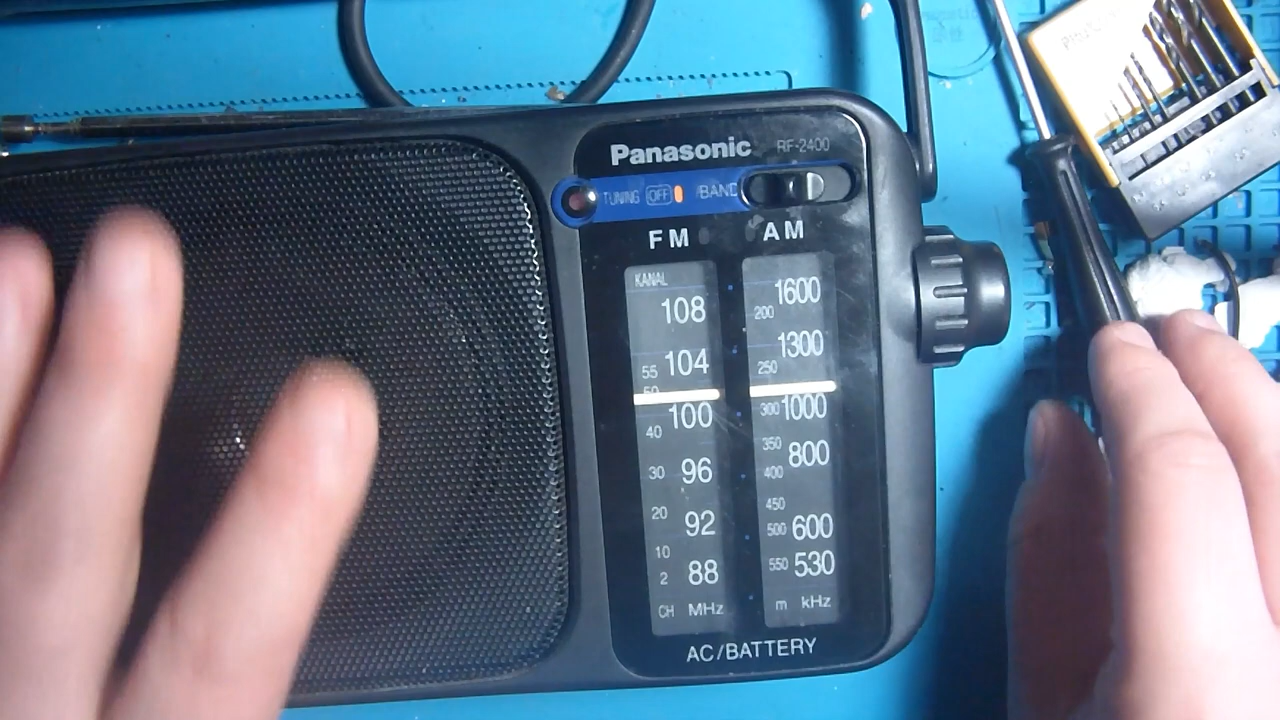 Panasonic RF-2400
TUNING OFF /BAND
FM AM
KANAL
108
55 104
50
100
40
30 96
20 92
10
2 88
CH MHz
1600
200
1300
250
300 1000
350
800
400
450
500 600
550 530
m kHz
AC/BATTERY